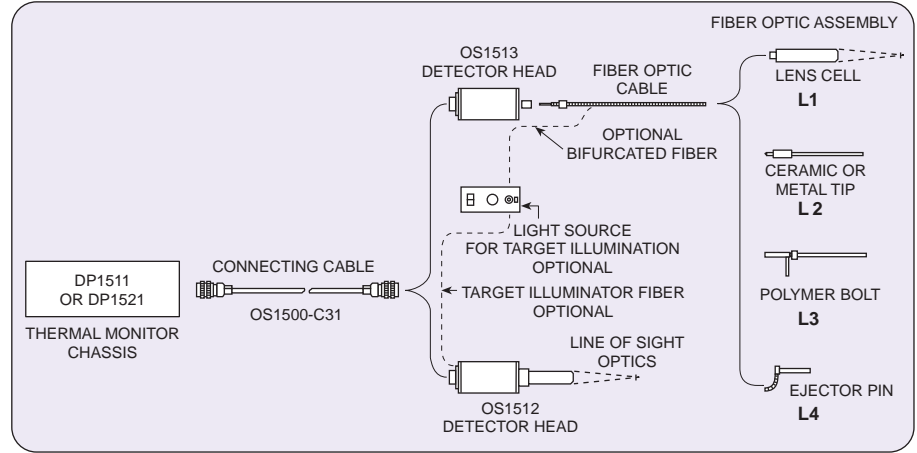 FIBER OPTIC ASSEMBLY
OS1513
DETECTOR HEAD
FIBER OPTIC
CABLE
LENS CELL
L1
OPTIONAL
BIFURCATED FIBER
CERAMIC OR
METAL TIP
L 2
LIGHT SOURCE
FOR TARGET ILLUMINATION
OPTIONAL
DP1511
OR DP1521
THERMAL MONITOR
CHASSIS
CONNECTING CABLE
OS1500-C31
TARGET ILLUMINATOR FIBER
OPTIONAL
POLYMER BOLT
L3
LINE OF SIGHT
OPTICS
OS1512
DETECTOR HEAD
EJECTOR PIN
L4